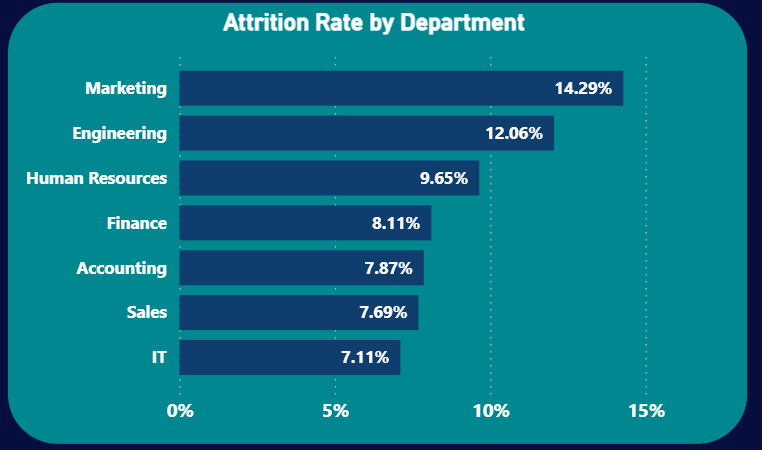 Attrition Rate by Department
Marketing 14.29%
Engineering 12.06%
Human Resources 9.65%
Finance 8.11%
Accounting 7.87%
Sales 7.69%
IT 7.11%
0% 5% 10% 15%